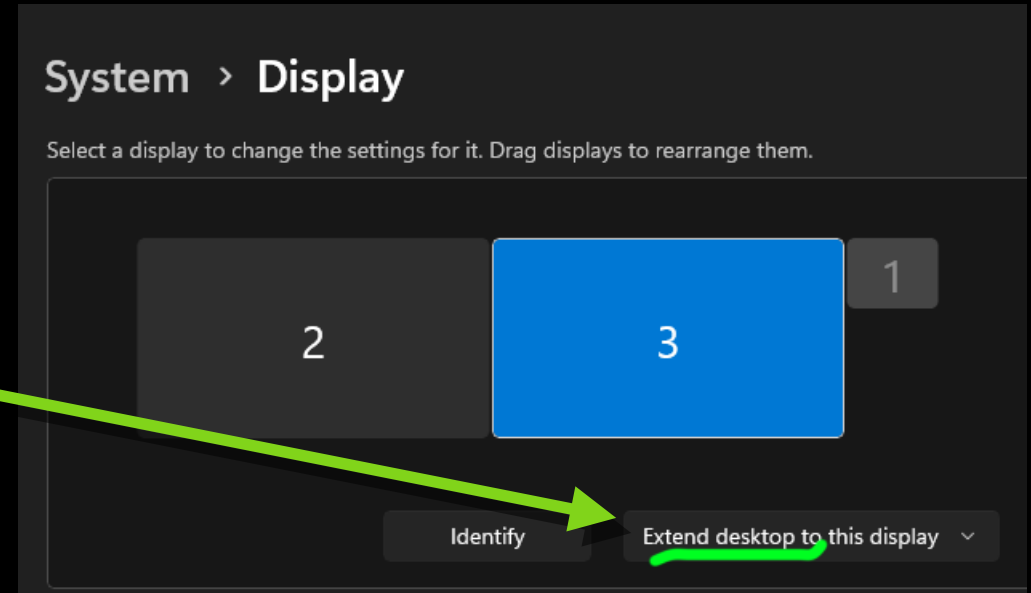 System > Display
Select a display to change the settings for it. Drag displays to rearrange them.
2
3
1
Identify
Extend desktop to this display